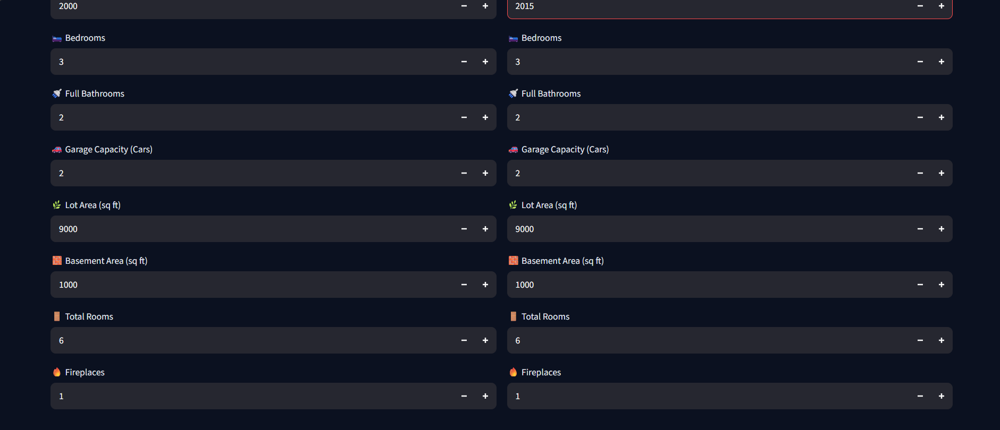 2000
2015
Bedrooms
Bedrooms
3
3
Full Bathrooms
Full Bathrooms
2
2
Garage Capacity (Cars)
Garage Capacity (Cars)
2
2
Lot Area (sq ft)
Lot Area (sq ft)
9000
9000
Basement Area (sq ft)
Basement Area (sq ft)
1000
1000
Total Rooms
Total Rooms
6
6
Fireplaces
Fireplaces
1
1